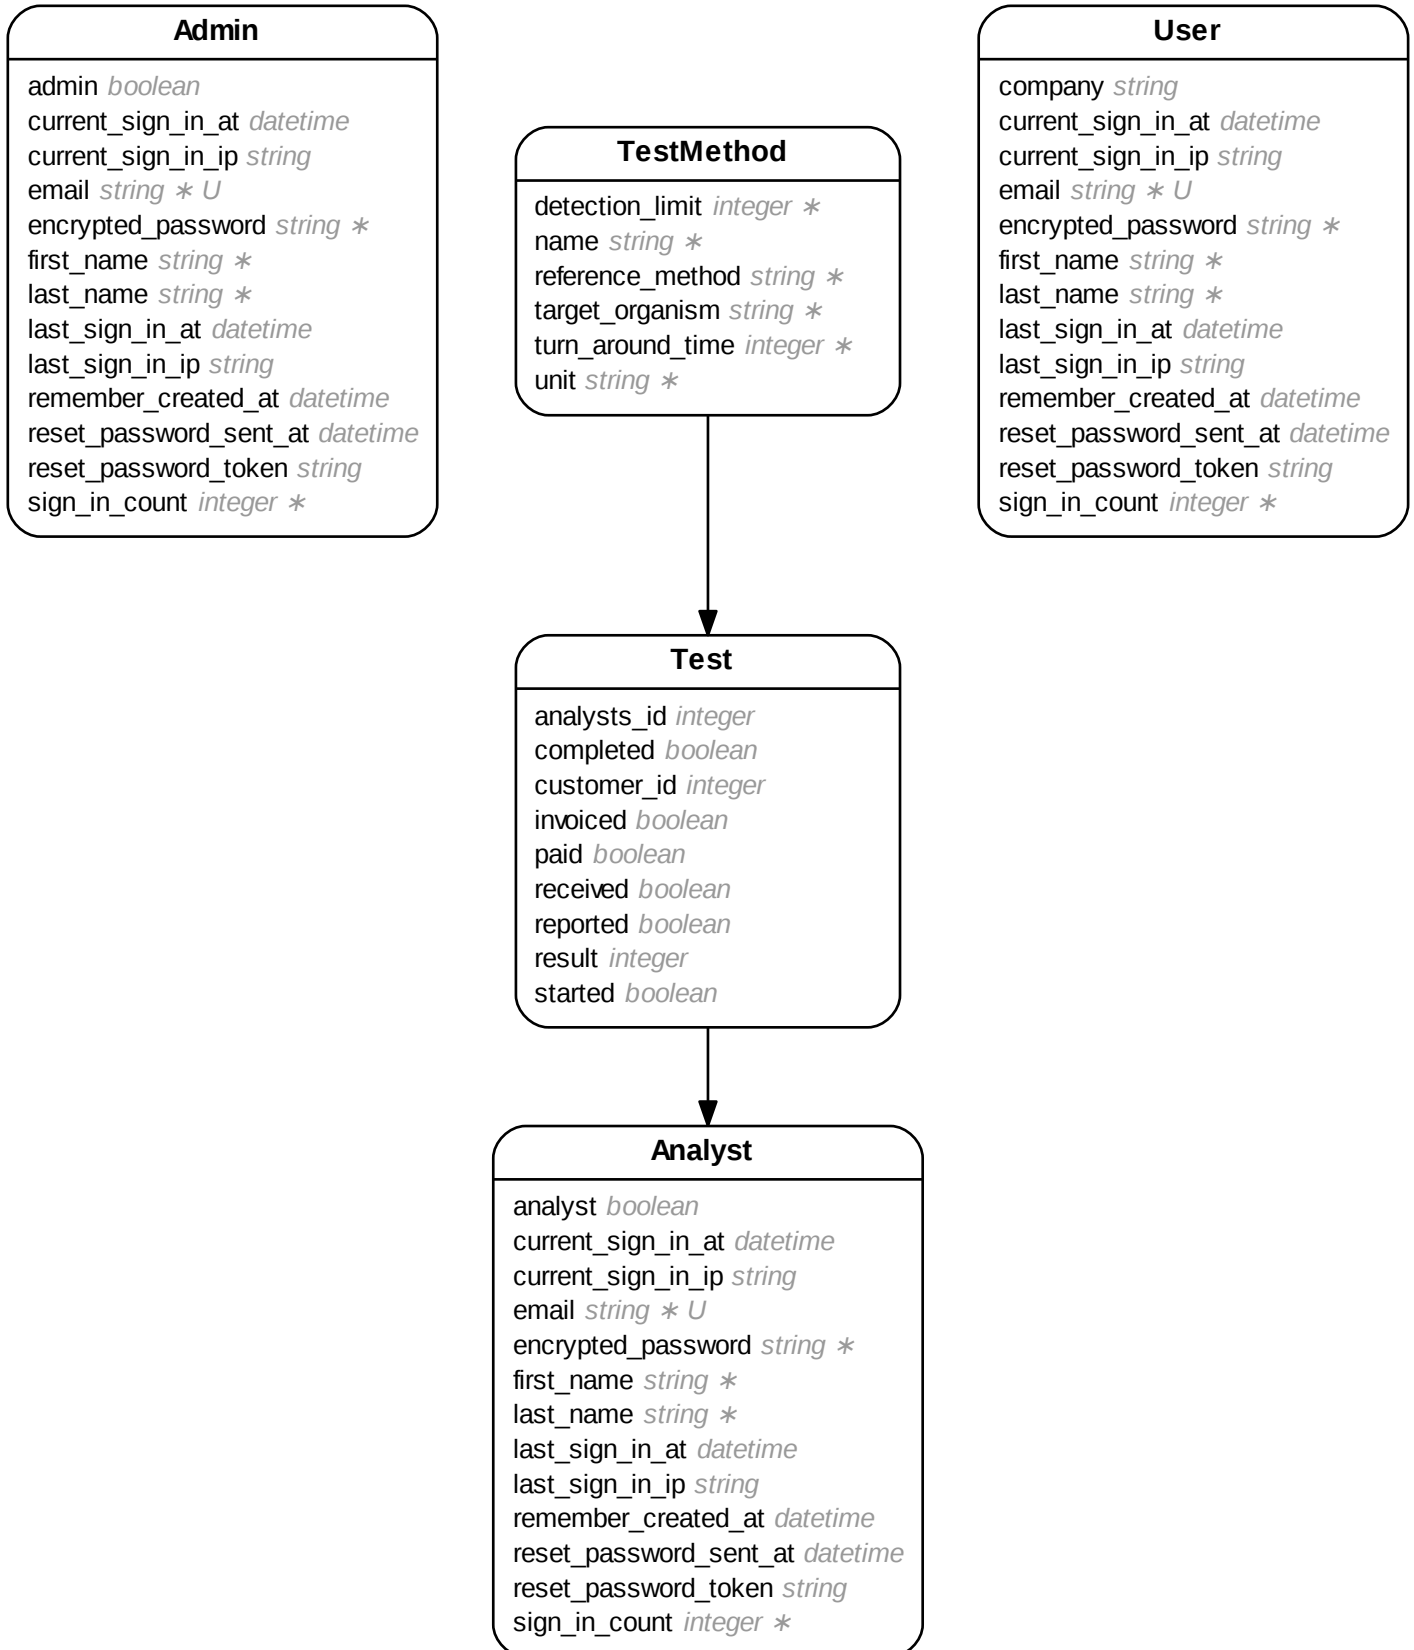 Admin
admin boolean
current_sign_in_at datetime
current_sign_in_ip string
email string ∗ U
encrypted_password string ∗
first_name string ∗
last_name string ∗
last_sign_in_at datetime
last_sign_in_ip string
remember_created_at datetime
reset_password_sent_at datetime
reset_password_token string
sign_in_count integer ∗
TestMethod
detection_limit integer ∗
name string ∗
reference_method string ∗
target_organism string ∗
turn_around_time integer ∗
unit string ∗
User
company string
current_sign_in_at datetime
current_sign_in_ip string
email string ∗ U
encrypted_password string ∗
first_name string ∗
last_name string ∗
last_sign_in_at datetime
last_sign_in_ip string
remember_created_at datetime
reset_password_sent_at datetime
reset_password_token string
sign_in_count integer ∗
Test
analysts_id integer
completed boolean
customer_id integer
invoiced boolean
paid boolean
received boolean
reported boolean
result integer
started boolean
Analyst
analyst boolean
current_sign_in_at datetime
current_sign_in_ip string
email string ∗ U
encrypted_password string ∗
first_name string ∗
last_name string ∗
last_sign_in_at datetime
last_sign_in_ip string
remember_created_at datetime
reset_password_sent_at datetime
reset_password_token string
sign_in_count integer ∗